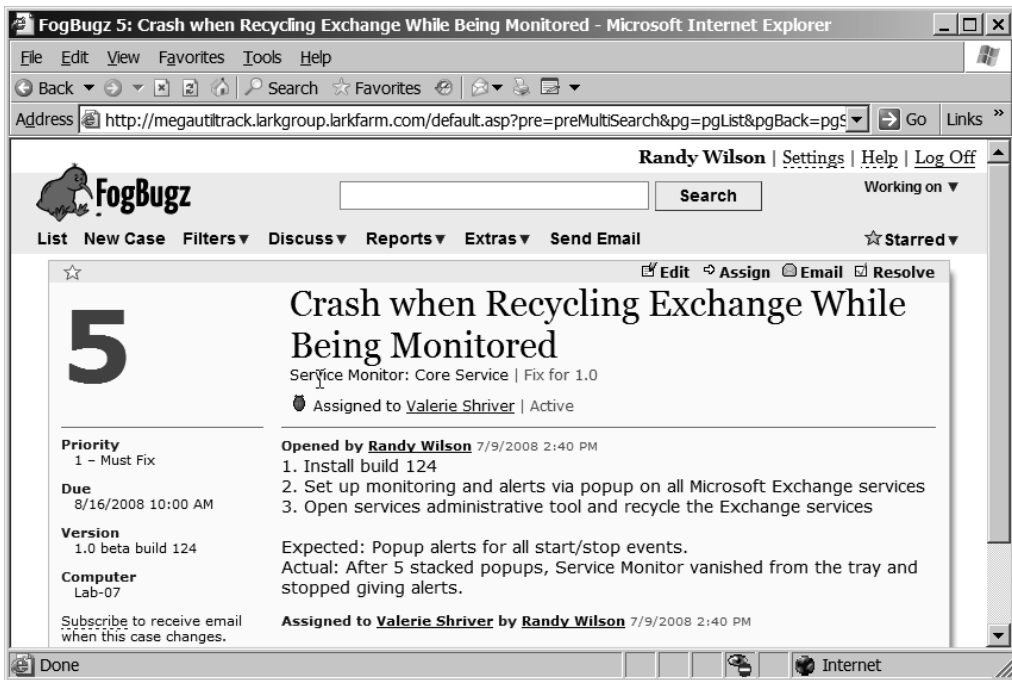 FogBugz 5: Crash when Recycling Exchange While Being Monitored - Microsoft Internet Explorer
File Edit View Favorites Tools Help
Back Search Favorites
Address http://megautiltrack.larkgroup.larkfarm.com/default.asp?pre=preMultiSearch&pg=pgList&pgBack=pgS Go Links »
Randy Wilson | Settings | Help | Log Off
FogBugz Search Working on ▼
List New Case Filters ▼ Discuss ▼ Reports ▼ Extras ▼ Send Email Starred ▼
Edit Assign Email Resolve
5
Crash when Recycling Exchange While
Being Monitored
Service Monitor: Core Service | Fix for 1.0
Assigned to Valerie Shriver | Active
Priority
1 – Must Fix
Due
8/16/2008 10:00 AM
Version
1.0 beta build 124
Computer
Lab-07
Subscribe to receive email
when this case changes.
Opened by Randy Wilson 7/9/2008 2:40 PM
1. Install build 124
2. Set up monitoring and alerts via popup on all Microsoft Exchange services
3. Open services administrative tool and recycle the Exchange services
Expected: Popup alerts for all start/stop events.
Actual: After 5 stacked popups, Service Monitor vanished from the tray and
stopped giving alerts.
Assigned to Valerie Shriver by Randy Wilson 7/9/2008 2:40 PM
Done Internet